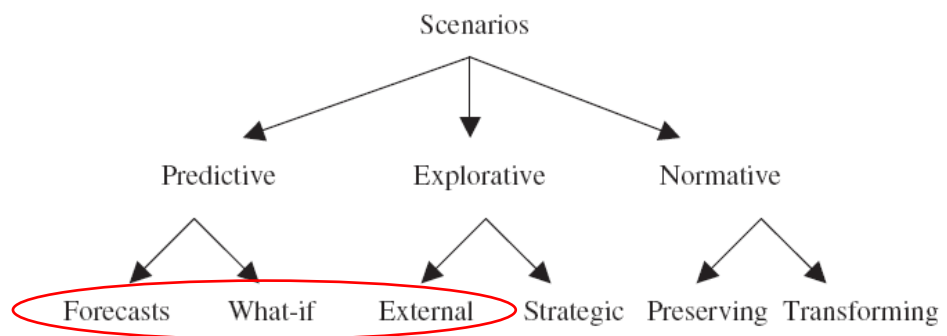 Scenarios
Predictive Explorative Normative
Forecasts What-if External Strategic Preserving Transforming